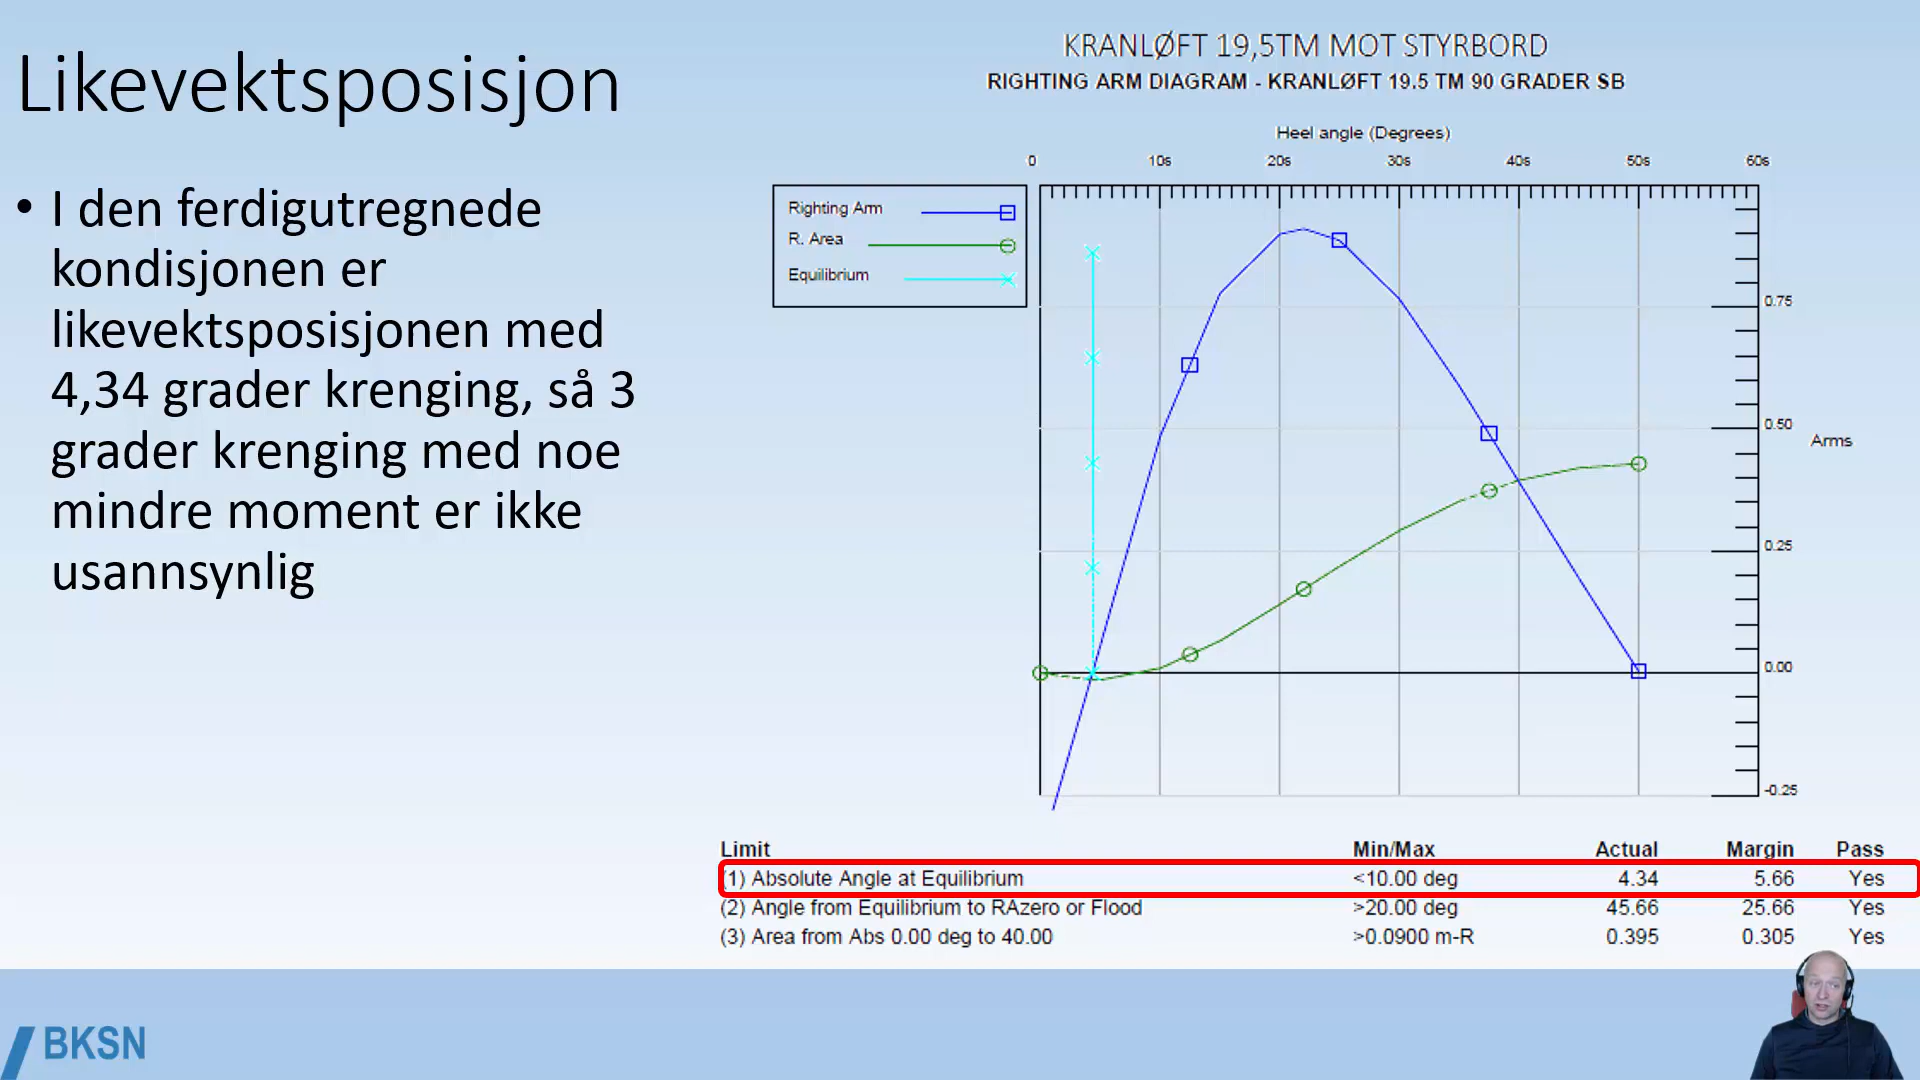 Likevektsposisjon
• I den ferdigutregnede
kondisjonen er
likevektsposisjonen med
4,34 grader krenging, så 3
grader krenging med noe
mindre moment er ikke
usannsynlig
KRANLØFT 19,5TM MOT STYRBORD
RIGHTING ARM DIAGRAM - KRANLØFT 19.5 TM 90 GRADER SB
Heel angle (Degrees)
0 10s 20s 30s 40s 50s 60s
Righting Arm
R. Area
Equilibrium
0.75
0.50
Arms
0.25
0.00
-0.25
Limit Min/Max Actual Margin Pass
(1) Absolute Angle at Equilibrium <10.00 deg 4.34 5.66 Yes
(2) Angle from Equilibrium to RAzero or Flood >20.00 deg 45.66 25.66 Yes
(3) Area from Abs 0.00 deg to 40.00 >0.0900 m-R 0.395 0.305 Yes
BKSN